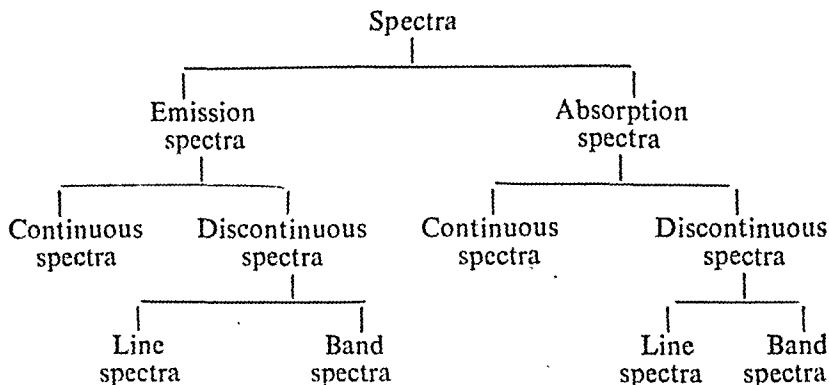 Spectra
Emission
spectra
Absorption
spectra
Continuous
spectra
Discontinuous
spectra
Continuous
spectra
Discontinuous
spectra
Line
spectra
Band
spectra
Line
spectra
Band
spectra